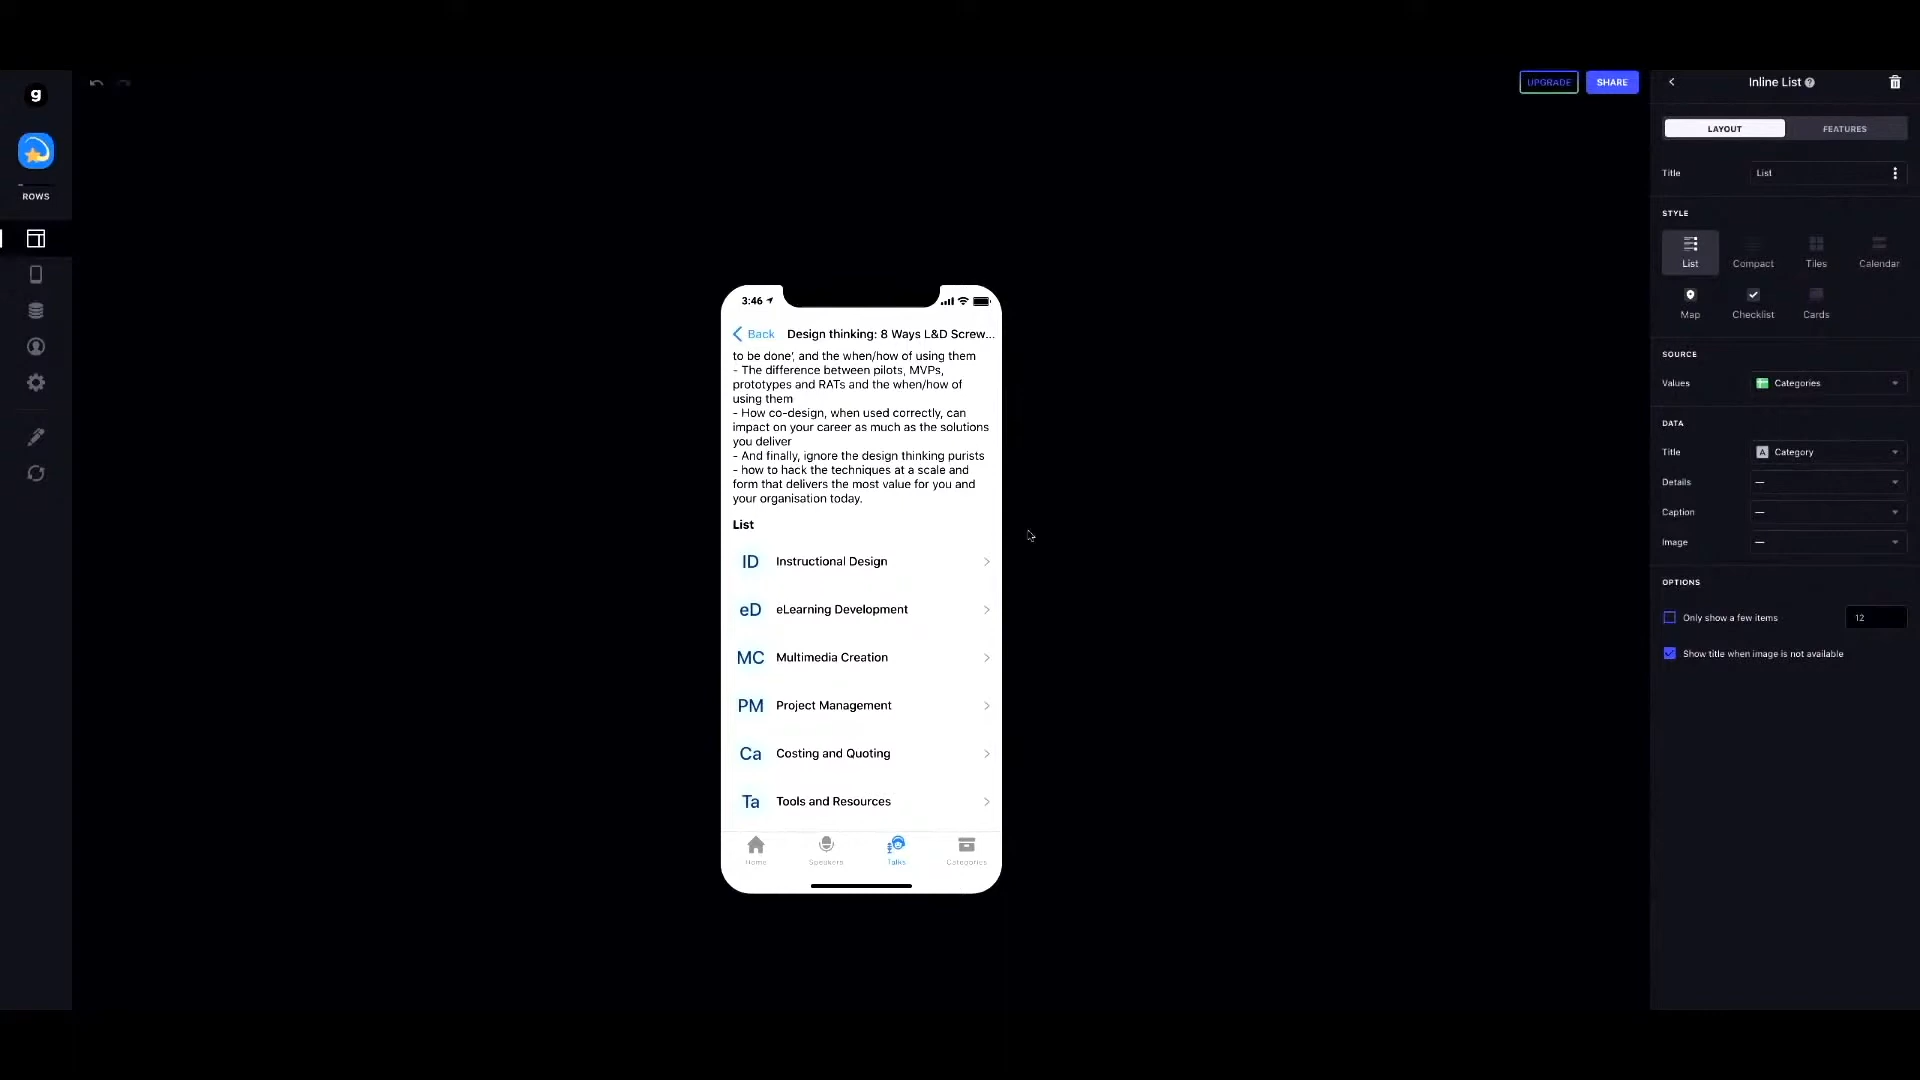 g
ROWS
UPGRADE
SHARE
3:46
Back
Design thinking: 8 Ways L&D Screw...
to be done', and the when/how of using them
- The difference between pilots, MVPs,
prototypes and RATs and the when/how of
using them
- How co-design, when used correctly, can
impact on your career as much as the solutions
you deliver
- And finally, ignore the design thinking purists
- how to hack the techniques at a scale and
form that delivers the most value for you and
your organisation today.
List
ID Instructional Design
eD eLearning Development
MC Multimedia Creation
PM Project Management
Ca Costing and Quoting
Ta Tools and Resources
Home Speakers Talks Categories
Inline List
LAYOUT FEATURES
Title List
STYLE
List Compact Tiles Calendar
Map Checklist Cards
SOURCE
Values Categories
DATA
Title A Category
Details —
Caption —
Image —
OPTIONS
Only show a few items 12
Show title when image is not available